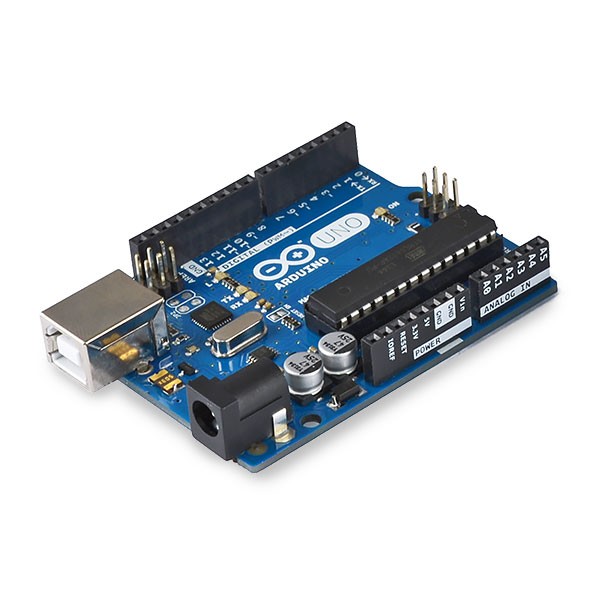 ARef
GND
13
12
~11
~10
~9
8
7
~6
~5
4
~3
2
TX→1
RX←0
DIGITAL (PWM~)
UNO
ARDUINO
ON
TX
RX
IOREF
RESET
3.3V
5V
GND
GND
Vin
POWER
A0
A1
A2
A3
A4
A5
ANALOG IN